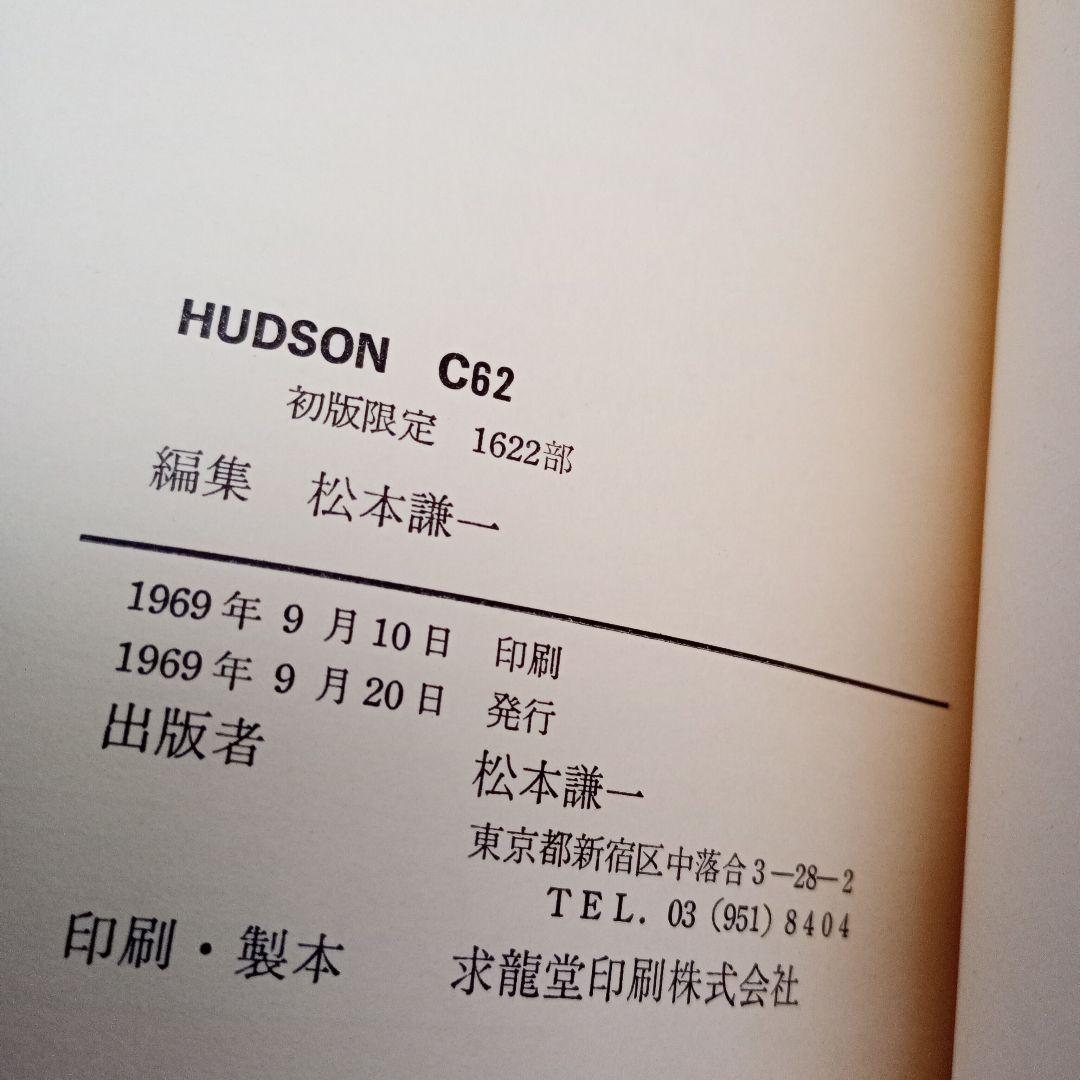 HUDSON C62
初版限定 1622部
編集 松本謙一
1969年9月10日 印刷
1969年9月20日 発行
出版者 松本謙一
東京都新宿区中落合3―28―2
TEL. 03 (951) 8404
印刷・製本 求龍堂印刷株式会社